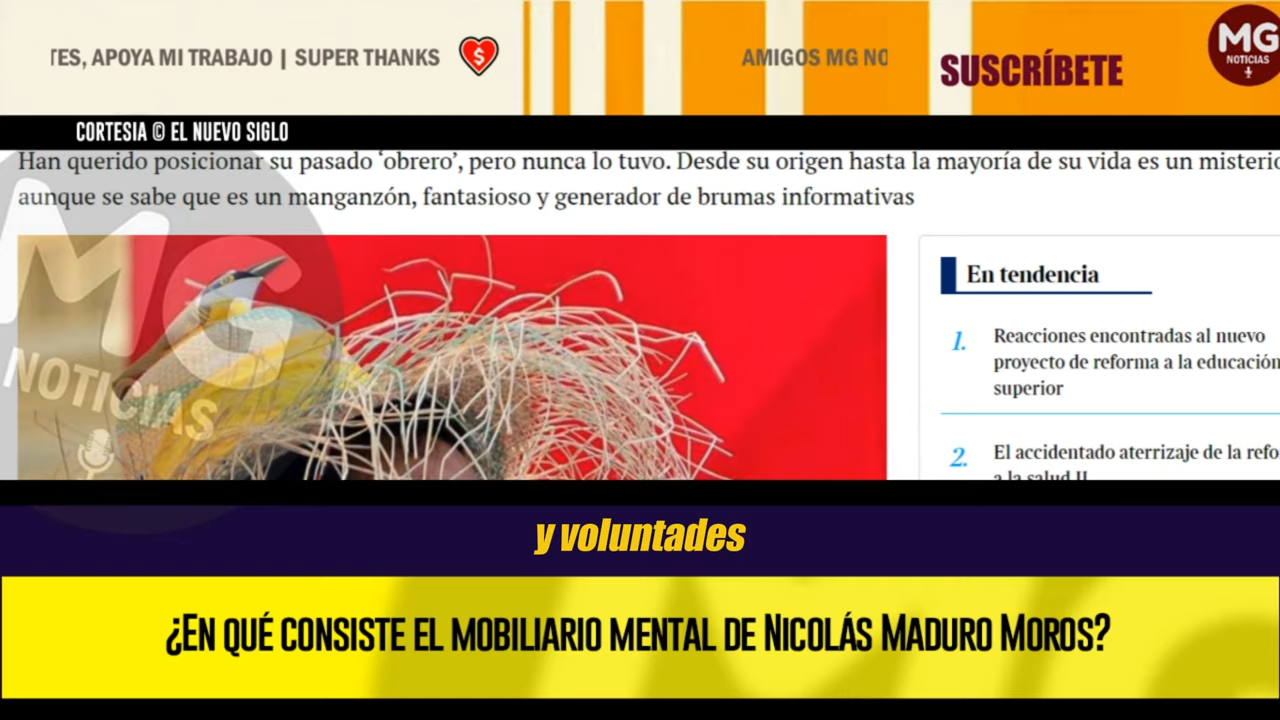 TES, APOYA MI TRABAJO | SUPER THANKS
AMIGOS MG NO
SUSCRÍBETE
MG
NOTICIAS
CORTESIA © EL NUEVO SIGLO
Han querido posicionar su pasado ‘obrero’, pero nunca lo tuvo. Desde su origen hasta la mayoría de su vida es un misterio
aunque se sabe que es un manganzón, fantasioso y generador de brumas informativas
MG
NOTICIAS
En tendencia
1. Reacciones encontradas al nuevo
proyecto de reforma a la educación
superior
2. El accidentado aterrizaje de la refo
a la salud II
y voluntades
¿En qué consiste el mobiliario mental de Nicolás Maduro Moros?